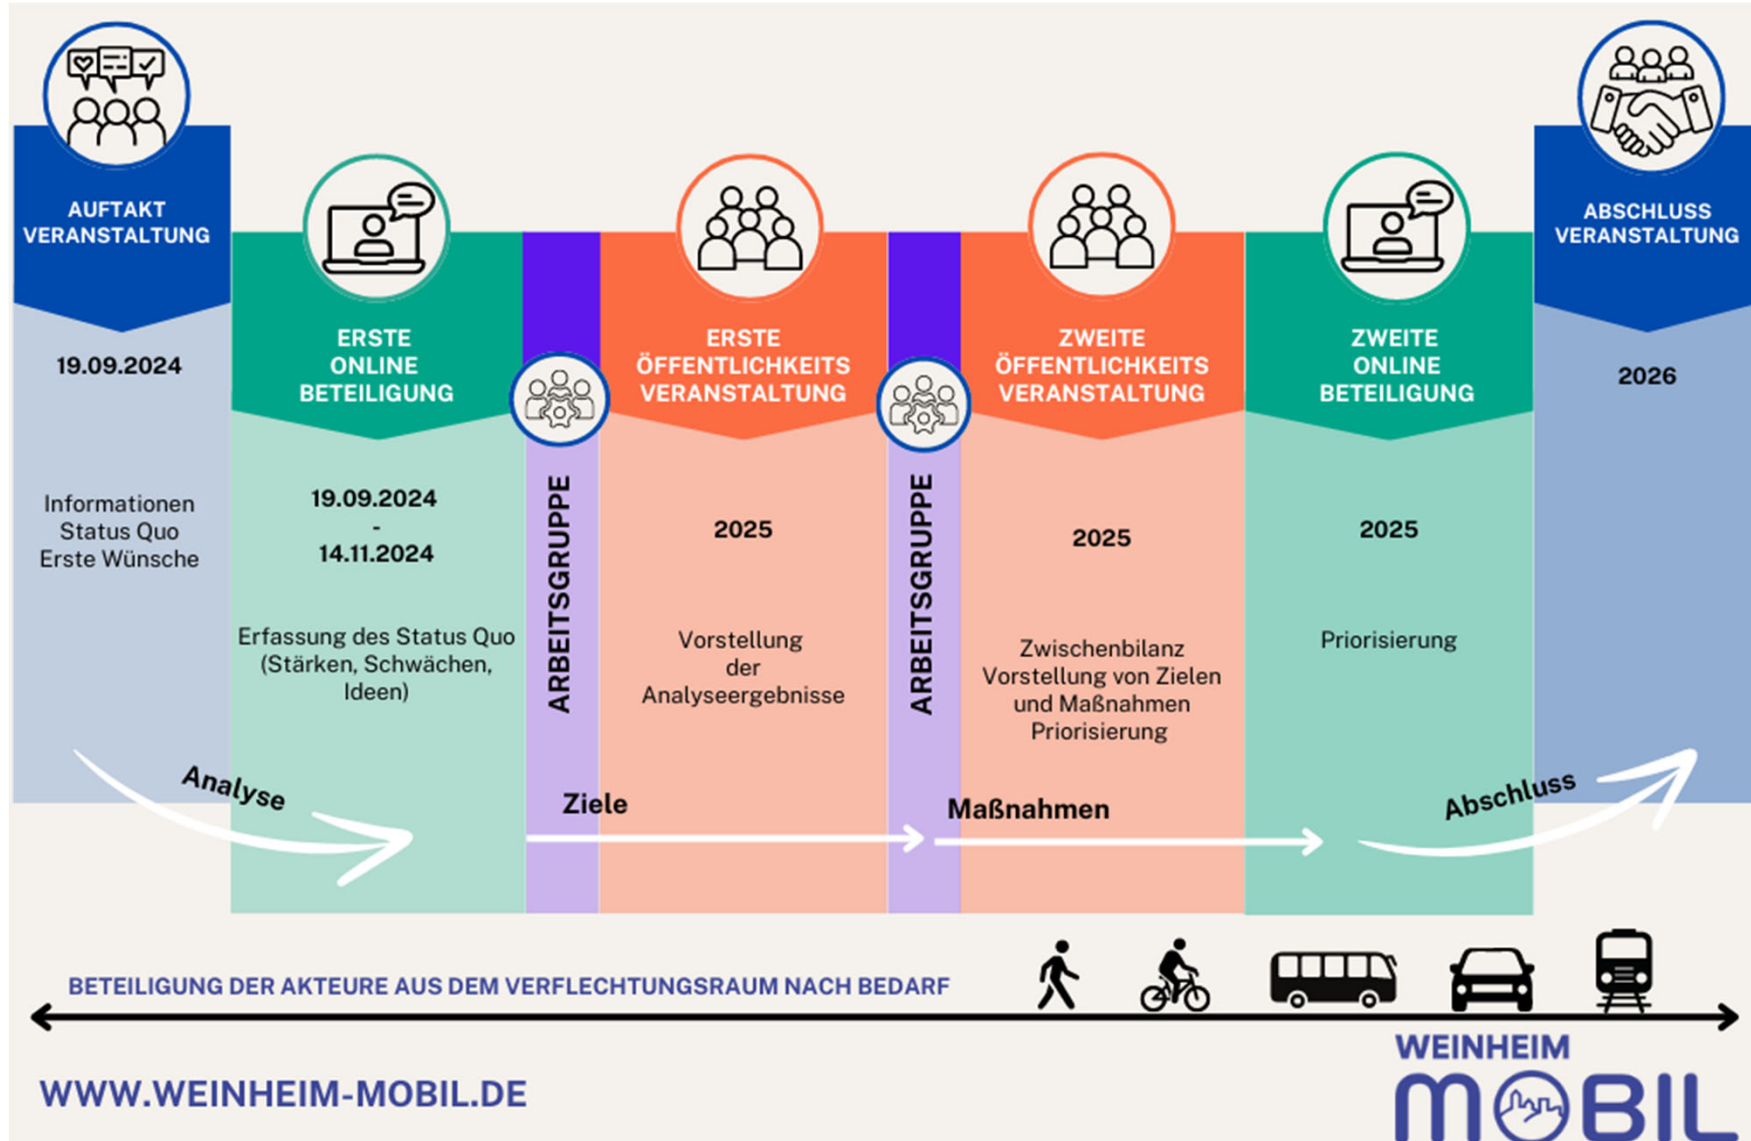 AUFTAKT
VERANSTALTUNG
19.09.2024
Informationen
Status Quo
Erste Wünsche
ERSTE
ONLINE
BETEILIGUNG
19.09.2024
-
14.11.2024
Erfassung des Status Quo
(Stärken, Schwächen,
Ideen)
ARBEITSGRUPPE
ERSTE
ÖFFENTLICHKEITS
VERANSTALTUNG
2025
Vorstellung
der
Analyseergebnisse
ARBEITSGRUPPE
ZWEITE
ÖFFENTLICHKEITS
VERANSTALTUNG
2025
Zwischenbilanz
Vorstellung von Zielen
und Maßnahmen
Priorisierung
ZWEITE
ONLINE
BETEILIGUNG
2025
Priorisierung
ABSCHLUSS
VERANSTALTUNG
2026
Analyse
Ziele
Maßnahmen
Abschluss
BETEILIGUNG DER AKTEURE AUS DEM VERFLECHTUNGSRAUM NACH BEDARF
WWW.WEINHEIM-MOBIL.DE
WEINHEIM
MOBIL